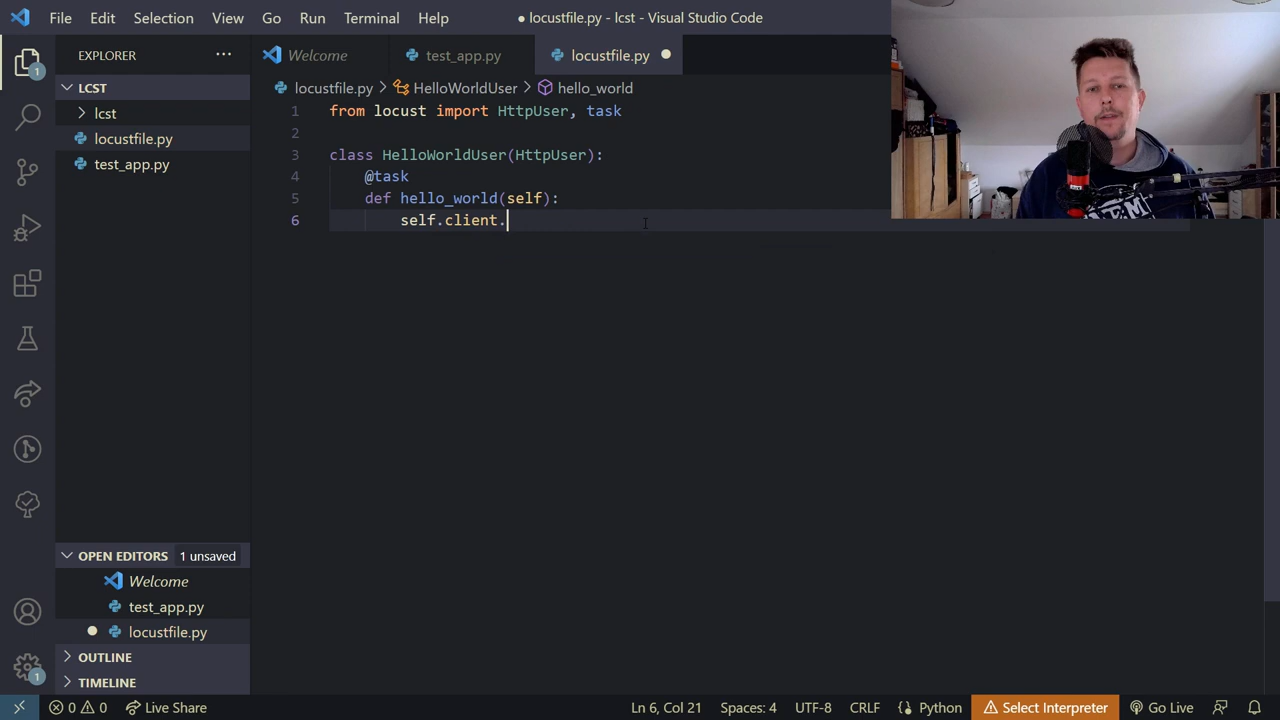 File Edit Selection View Go Run Terminal Help
● locustfile.py - lcst - Visual Studio Code
EXPLORER ···
Welcome test_app.py locustfile.py
LCST
lcst
locustfile.py
test_app.py
locustfile.py > HelloWorldUser > hello_world
1 from locust import HttpUser, task
2
3 class HelloWorldUser(HttpUser):
4 @task
5 def hello_world(self):
6 self.client.
1
OPEN EDITORS 1 unsaved
Welcome
test_app.py
locustfile.py
OUTLINE
TIMELINE
1
0 0 Live Share Ln 6, Col 21 Spaces: 4 UTF-8 CRLF Python Select Interpreter Go Live